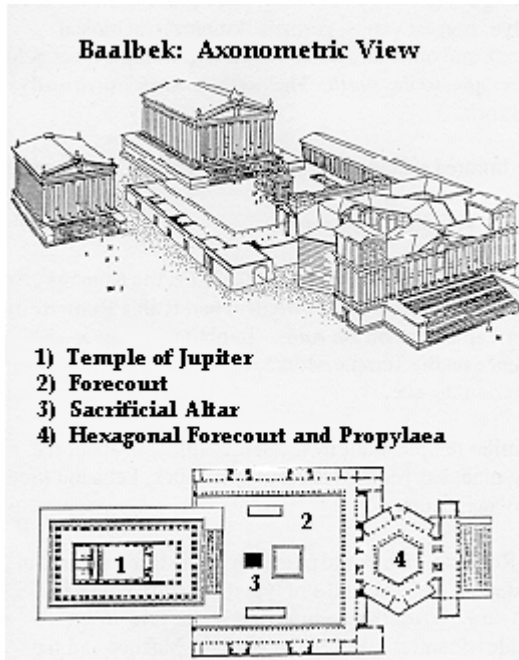 Baalbek: Axonometric View
1) Temple of Jupiter
2) Forecourt
3) Sacrificial Altar
4) Hexagonal Forecourt and Propylaea
2
1
4
3